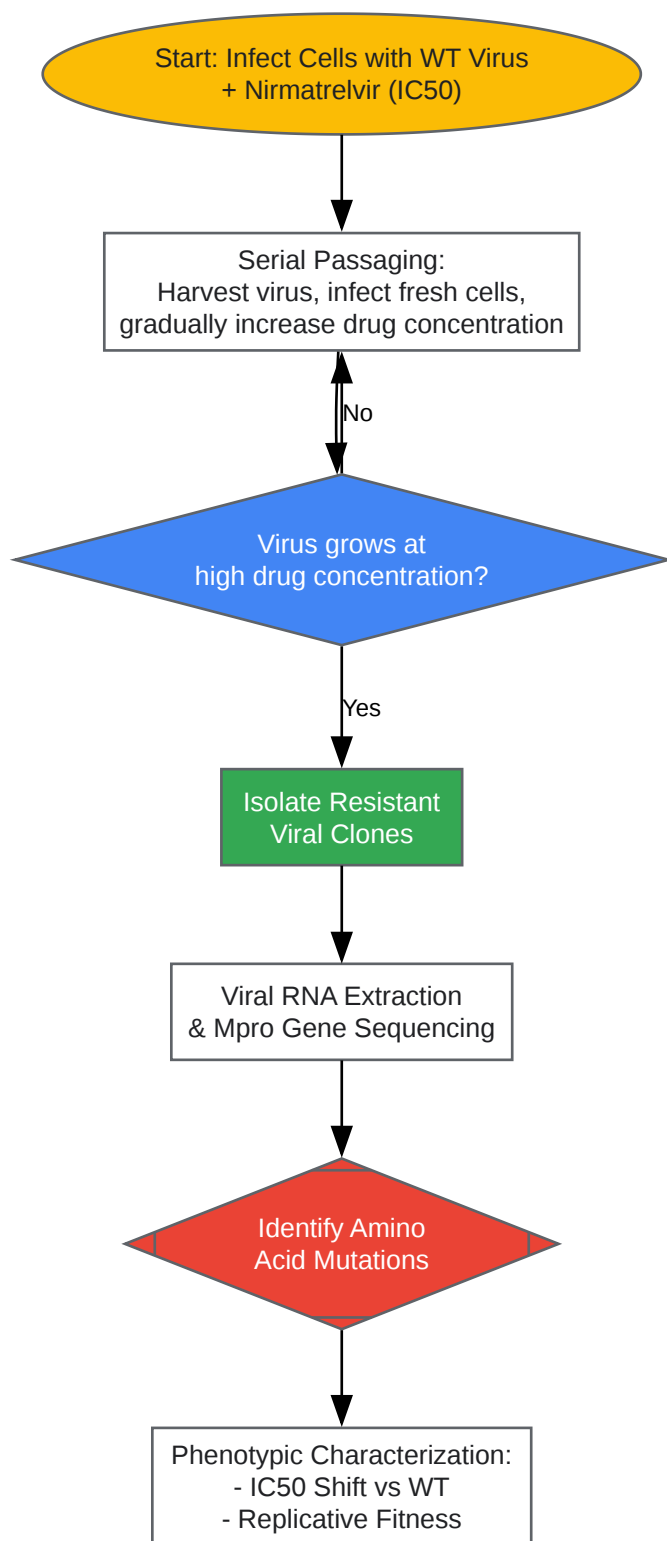 Start: Infect Cells with WT Virus
+ Nirmatrelvir (IC50)
Serial Passaging:
Harvest virus, infect fresh cells,
gradually increase drug concentration
No
Virus grows at
high drug concentration?
Yes
Isolate Resistant
Viral Clones
Viral RNA Extraction
& Mpro Gene Sequencing
Identify Amino
Acid Mutations
Phenotypic Characterization:
- IC50 Shift vs WT
- Replicative Fitness